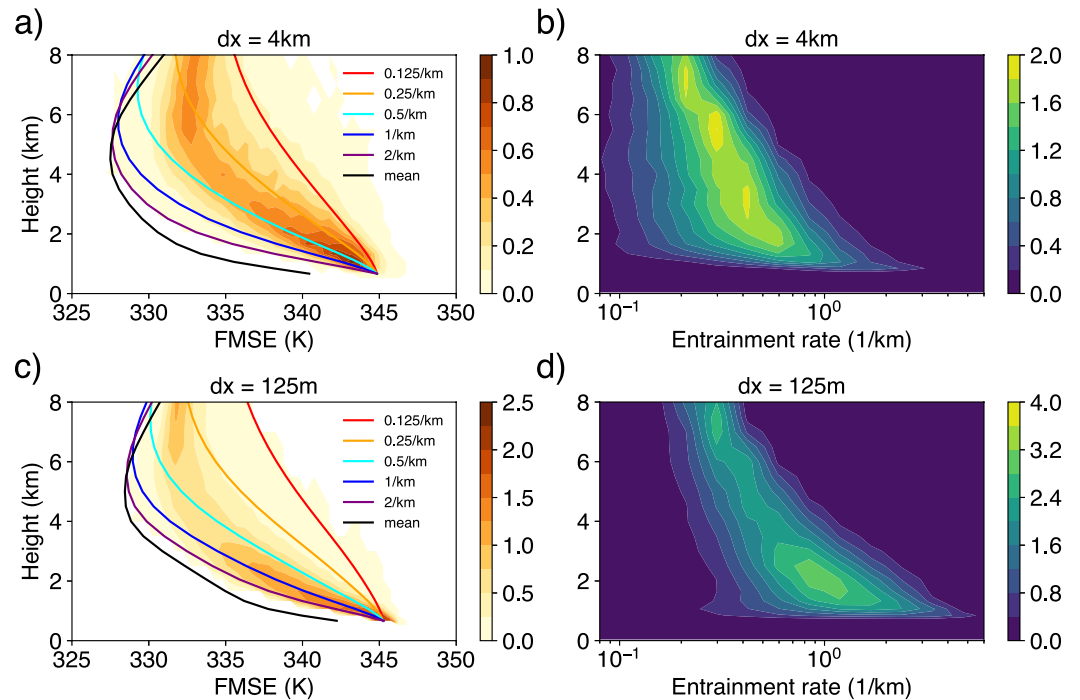 a)
dx = 4km
8
6
4
2
0
Height (km)
325
330
335
340
345
350
FMSE (K)
0.125/km
0.25/km
0.5/km
1/km
2/km
mean
1.0
0.8
0.6
0.4
0.2
0.0
b)
dx = 4km
8
6
4
2
0
10⁻¹
10⁰
Entrainment rate (1/km)
2.0
1.6
1.2
0.8
0.4
0.0
c)
dx = 125m
8
6
4
2
0
Height (km)
325
330
335
340
345
350
FMSE (K)
0.125/km
0.25/km
0.5/km
1/km
2/km
mean
2.5
2.0
1.5
1.0
0.5
0.0
d)
dx = 125m
8
6
4
2
0
10⁻¹
10⁰
Entrainment rate (1/km)
4.0
3.2
2.4
1.6
0.8
0.0